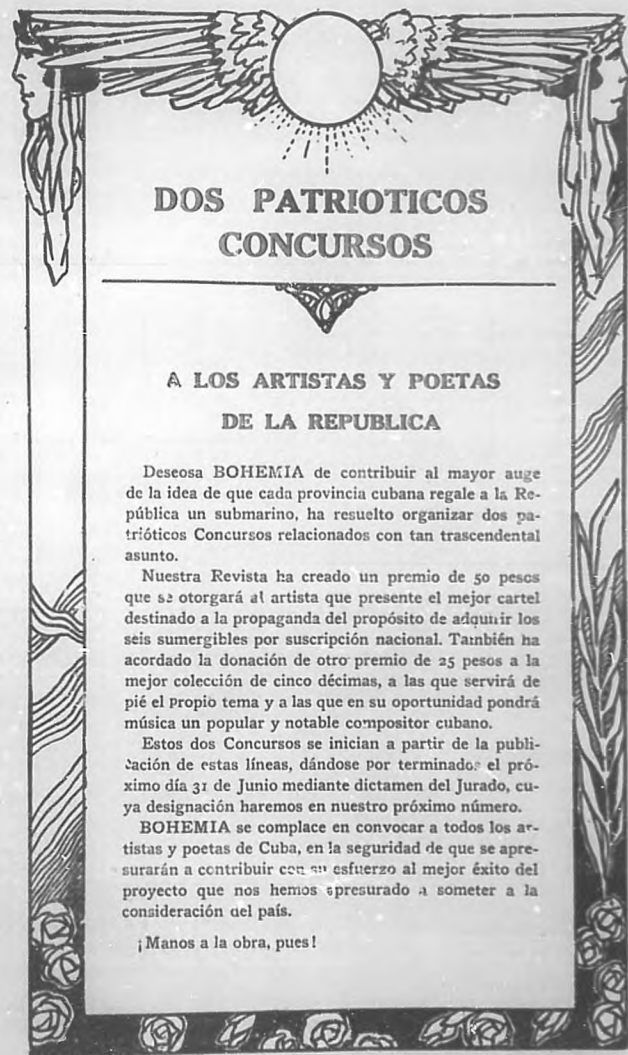 DOS PATRIOTICOS
CONCURSOS
A LOS ARTISTAS Y POETAS
DE LA REPUBLICA
Deseosa BOHEMIA de contribuir al mayor auge
de la idea de que cada provincia cubana regale a la Re-
pública un submarino, ha resuelto organizar dos pa-
trióticos Concursos relacionados con tan trascendental
asunto.
Nuestra Revista ha creado un premio de 50 pesos
que se otorgará al artista que presente el mejor cartel
destinado a la propaganda del propósito de adquirir los
seis sumergibles por suscripción nacional. También ha
acordado la donación de otro premio de 25 pesos a la
mejor colección de cinco décimas, a las que servirá de
pié el propio tema y a las que en su oportunidad pondrá
música un popular y notable compositor cubano.
Estos dos Concursos se inician a partir de la publi-
cación de estas líneas, dándose por terminados el pró-
ximo día 31 de Junio mediante dictamen del Jurado, cu-
ya designación haremos en nuestro próximo número.
BOHEMIA se complace en convocar a todos los ar-
tistas y poetas de Cuba, en la seguridad de que se apre-
surarán a contribuir con su esfuerzo al mejor éxito del
proyecto que nos hemos apresurado a someter a la
consideración del país.
¡Manos a la obra, pues!